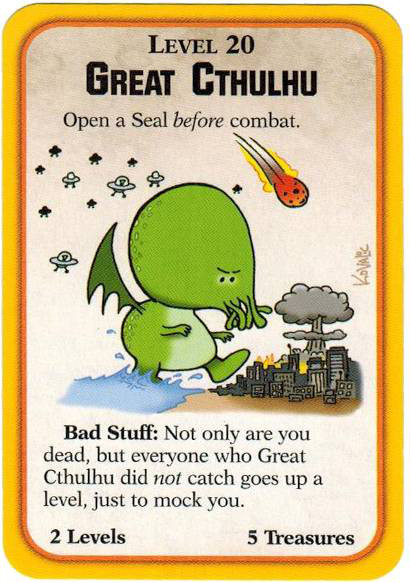 LEVEL 20
GREAT CTHULHU
Open a Seal before combat.
KOVALIC
Bad Stuff: Not only are you
dead, but everyone who Great
Cthulhu did not catch goes up a
level, just to mock you.
2 Levels
5 Treasures